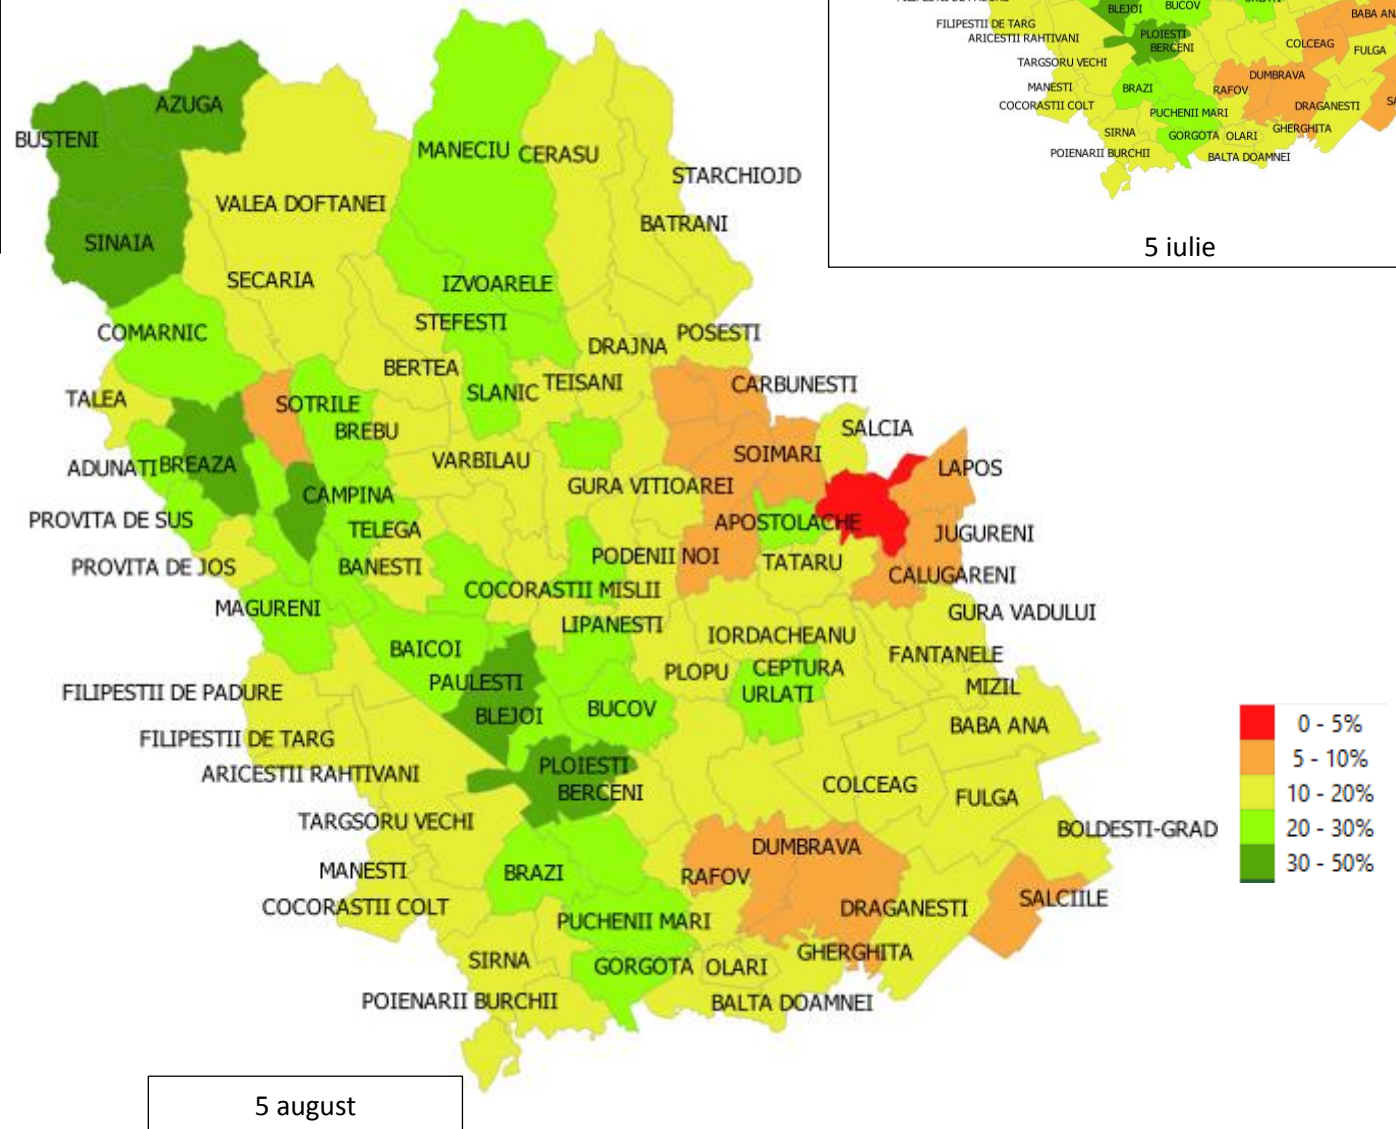 BLEJOI
BUCOV
FILIPESTII DE TARG
ARICESTII RAHTIVANI
PLOIESTI
BERCENI
BABA ANA
COLCEAG
FULGA
TARGSORU VECHI
DUMBRAVA
MANESTI
BRAZI
RAFOV
COCORASTII COLT
PUCHENII MARI
DRAGANESTI
SIRNA
GORGOTA
OLARI
GHERGHITA
POIENARII BURCHII
BALTA DOAMNEI
5 iulie
AZUGA
BUSTENI
MANECIU
CERASU
STARCHIOJD
VALEA DOFTANEI
BATRANI
SINAIA
SECARIA
IZVOARELE
COMARNIC
STEFESTI
DRAJNA
POSESTI
BERTEA
TALEA
SLANIC
TEISANI
CARBUNESTI
SOTRILE
BREBU
SALCIA
ADUNATI
BREAZA
VARBILAU
SOIMARI
LAPOS
GURA VITIOAREI
CAMPINA
PROVITA DE SUS
TELEGA
APOSTOLACHE
JUGURENI
PROVITA DE JOS
BANESTI
PODENII NOI
TATARU
CALUGARENI
COCORASTII MISLII
MAGURENI
GURA VADULUI
LIPANESTI
IORDACHEANU
BAICOI
FANTANELE
PLOPU
CEPTURA
PAULESTI
MIZIL
FILIPESTII DE PADURE
URLATI
BLEJOI
BUCOV
BABA ANA
FILIPESTII DE TARG
ARICESTII RAHTIVANI
PLOIESTI
BERCENI
COLCEAG
FULGA
TARGSORU VECHI
BOLDESTI-GRAD
DUMBRAVA
MANESTI
BRAZI
RAFOV
SALCIILE
COCORASTII COLT
PUCHENII MARI
DRAGANESTI
SIRNA
GORGOTA
OLARI
GHERGHITA
POIENARII BURCHII
BALTA DOAMNEI
0 - 5%
5 - 10%
10 - 20%
20 - 30%
30 - 50%
5 august